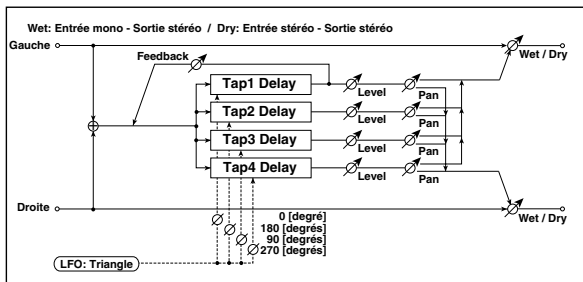 Wet: Entrée mono - Sortie stéréo / Dry: Entrée stéréo - Sortie stéréo
Gauche
Wet / Dry
Feedback
Tap1 Delay
Level
Pan
Tap2 Delay
Level
Pan
Tap3 Delay
Level
Pan
Tap4 Delay
Level
Pan
Droite
Wet / Dry
0 [degré]
180 [degrés]
90 [degrés]
270 [degrés]
LFO: Triangle